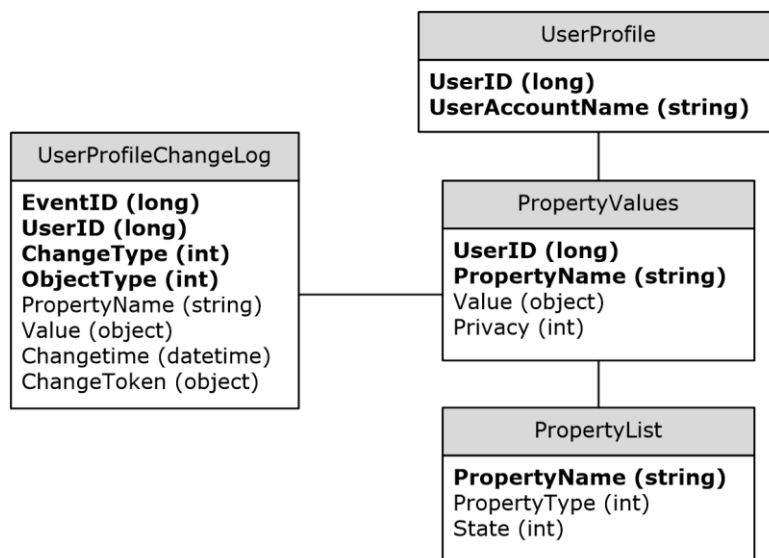 UserProfile
UserID (long)
UserAccountName (string)
UserProfileChangeLog
EventID (long)
UserID (long)
ChangeType (int)
ObjectType (int)
PropertyName (string)
Value (object)
Changetime (datetime)
ChangeToken (object)
PropertyValues
UserID (long)
PropertyName (string)
Value (object)
Privacy (int)
PropertyList
PropertyName (string)
PropertyType (int)
State (int)